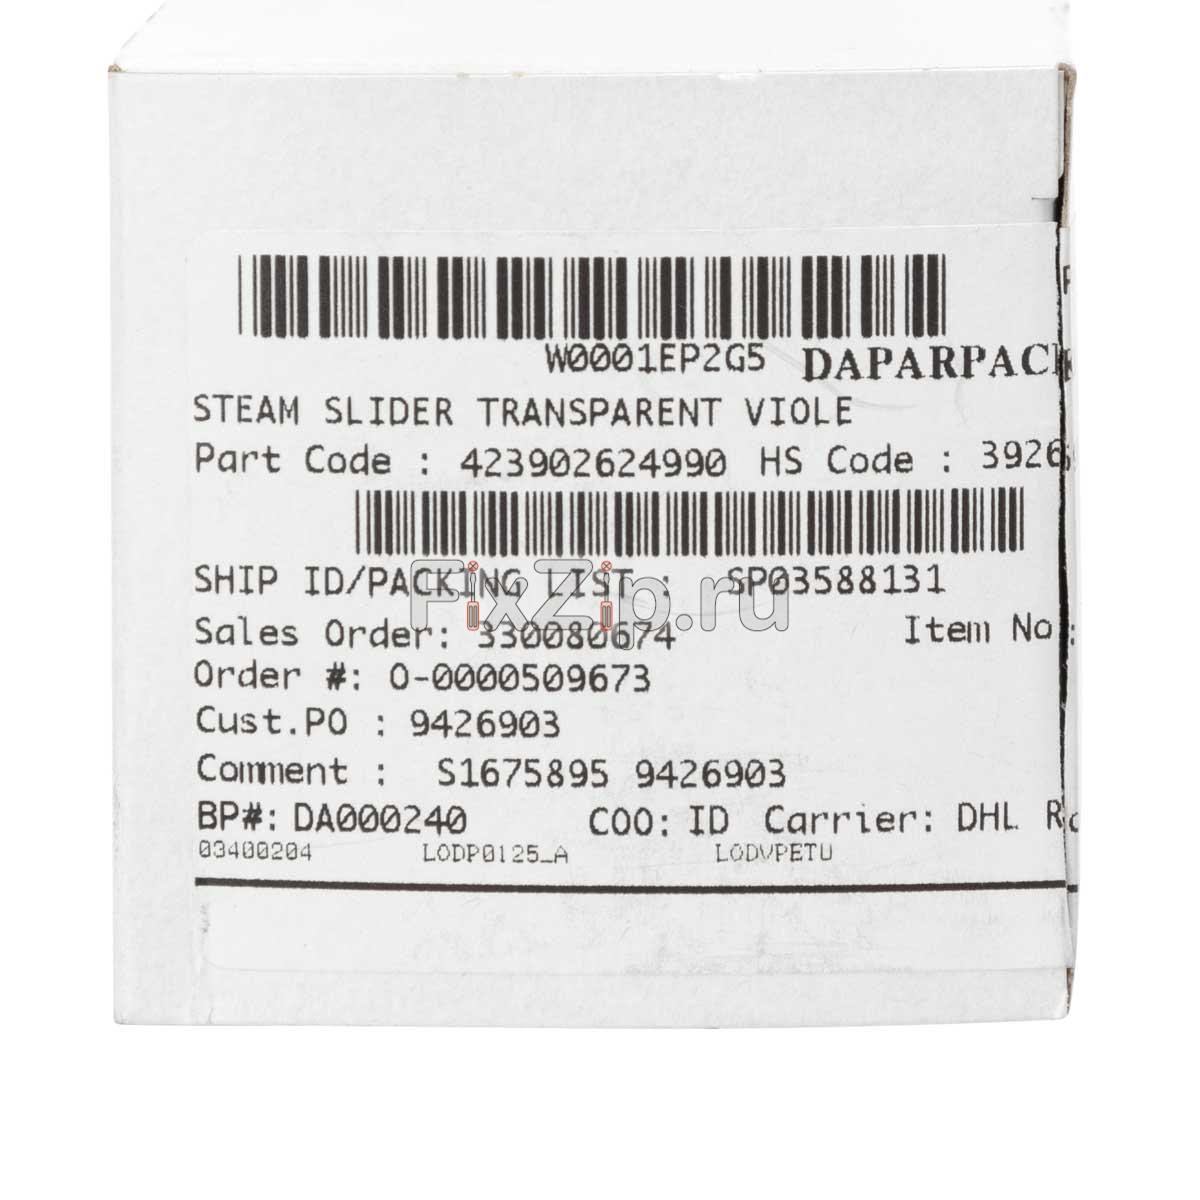 W0001EP2G5 DAPARPACK
STEAM SLIDER TRANSPARENT VIOLE
Part Code : 423902624990 HS Code : 3926
SHIP ID/PACKING LIST : SP03588131
FixZip.ru
Sales Order: 330080674 Item No :
Order #: O-0000509673
Cust.PO : 9426903
Comment : S1675895 9426903
BP#: DA000240 COO: ID Carrier: DHL
03400204 LODP0125_A LODVPETU